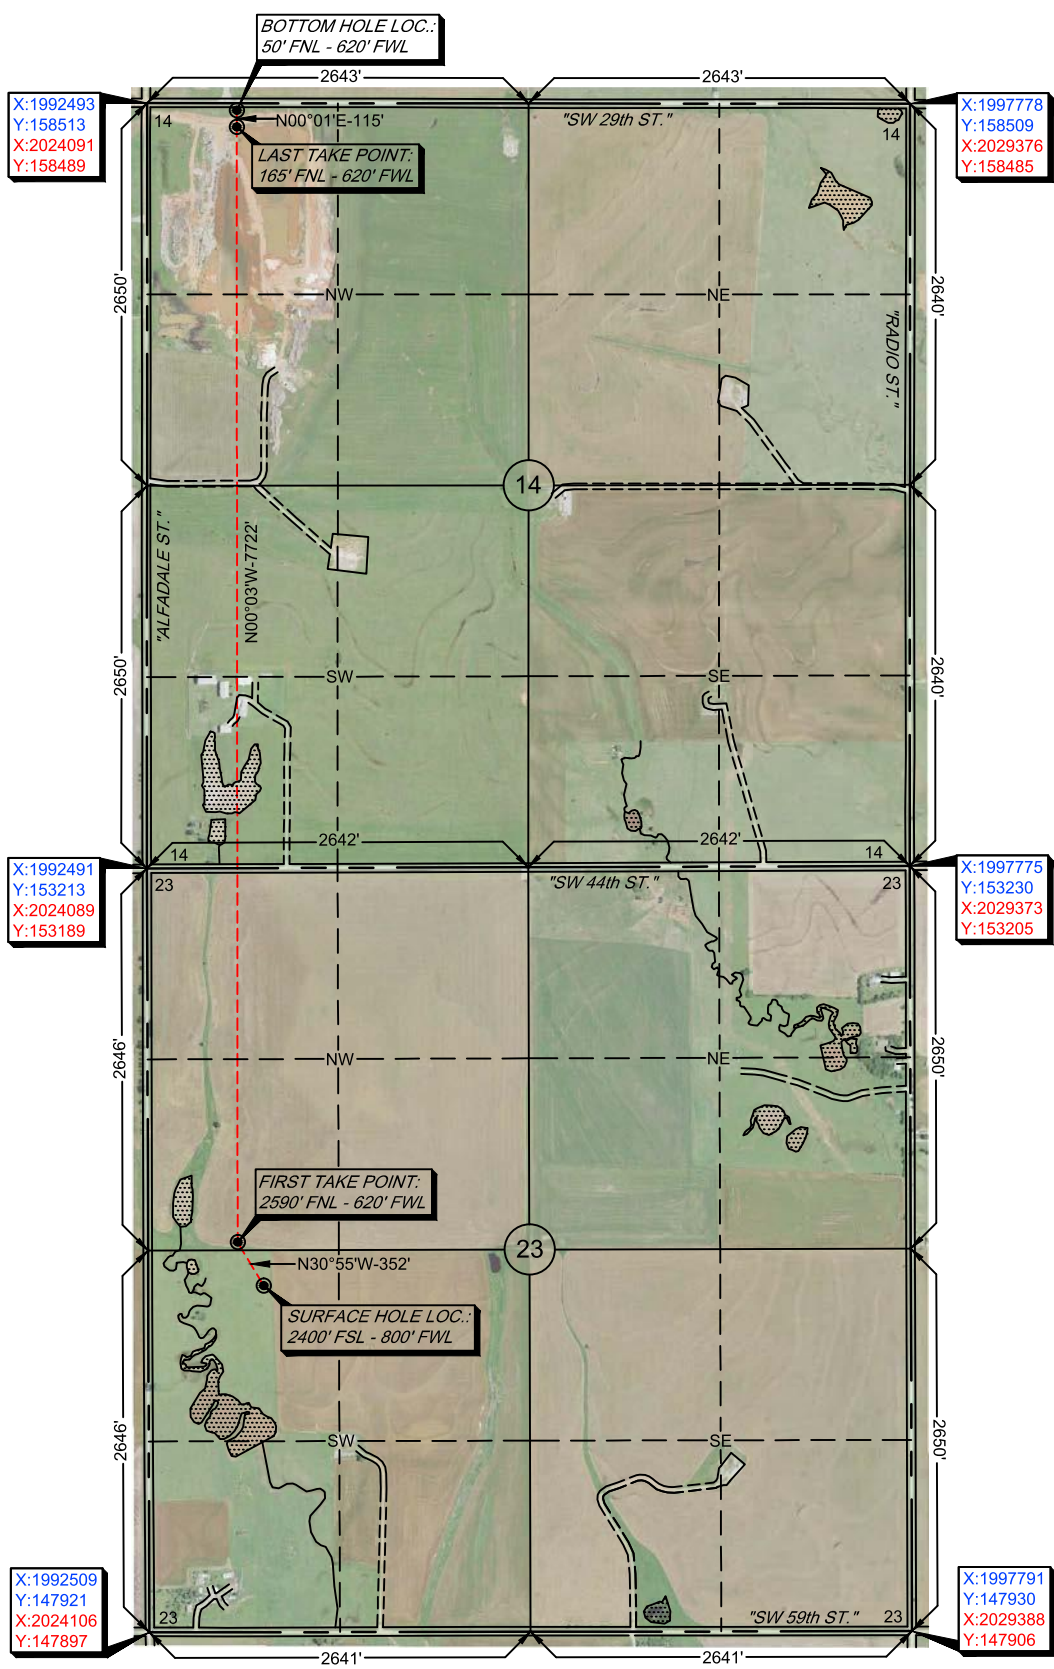 BOTTOM HOLE LOC.:
50' FNL - 620' FWL
2643'
2643'
X:1992493
Y:158513
X:2024091
Y:158489
X:1997778
Y:158509
X:2029376
Y:158485
14
N00°01'E-115'
"SW 29th ST."
14
LAST TAKE POINT:
165' FNL - 620' FWL
2650'
NW
NE
2640'
"RADIO ST."
14
"ALFADALE ST."
N00°03'W-7722'
2650'
SW
SE
2640'
2642'
2642'
14
14
X:1992491
Y:153213
X:2024089
Y:153189
X:1997775
Y:153230
X:2029373
Y:153205
23
"SW 44th ST."
23
2646'
NW
NE
2650'
FIRST TAKE POINT:
2590' FNL - 620' FWL
23
N30°55'W-352'
SURFACE HOLE LOC.:
2400' FSL - 800' FWL
2646'
SW
SE
2650'
X:1992509
Y:147921
X:2024106
Y:147897
X:1997791
Y:147930
X:2029388
Y:147906
23
"SW 59th ST."
23
2641'
2641'